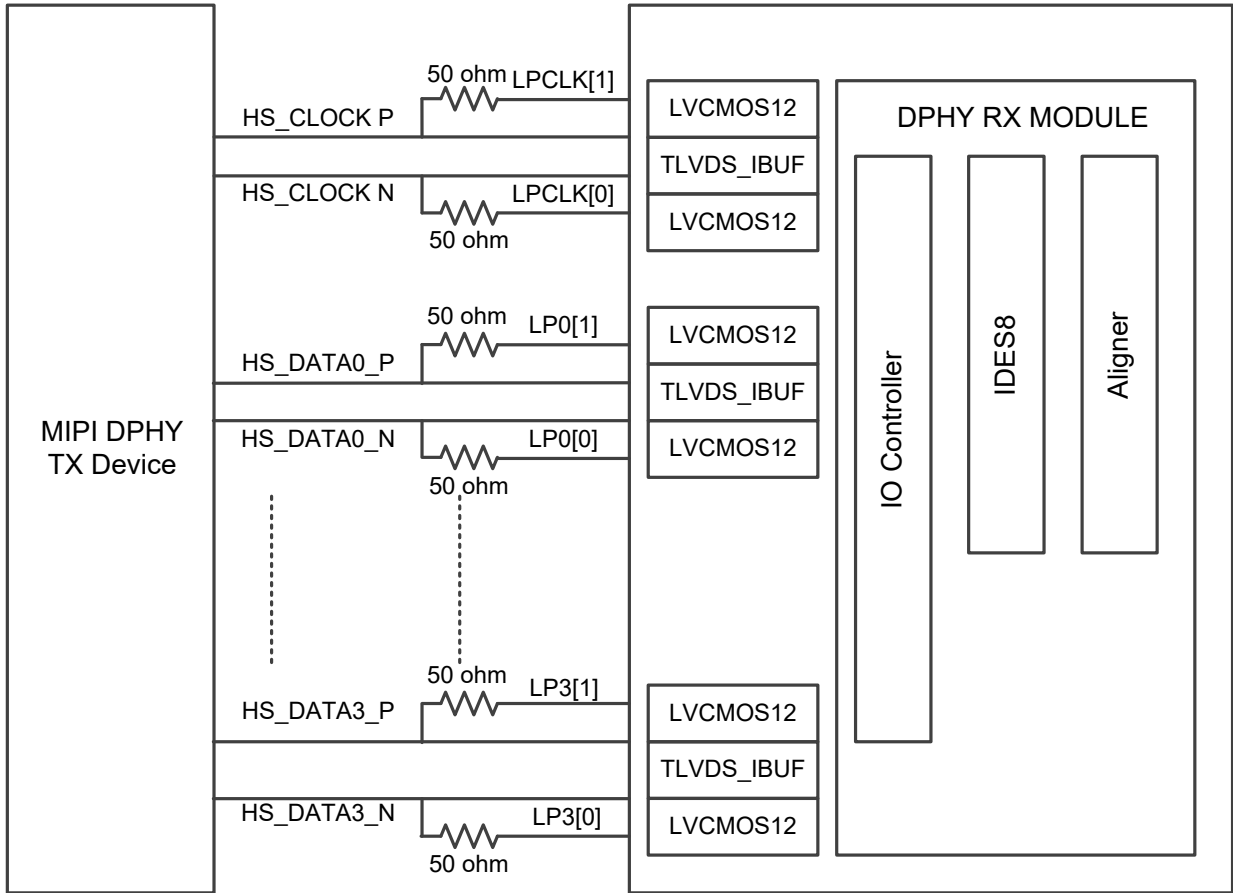 MIPI DPHY
TX Device
50 ohm
LPCLK[1]
HS_CLOCK P
HS_CLOCK N
LPCLK[0]
50 ohm
50 ohm
LP0[1]
HS_DATA0_P
HS_DATA0_N
LP0[0]
50 ohm
50 ohm
LP3[1]
HS_DATA3_P
HS_DATA3_N
LP3[0]
50 ohm
LVCMOS12
TLVDS_IBUF
LVCMOS12
LVCMOS12
TLVDS_IBUF
LVCMOS12
LVCMOS12
TLVDS_IBUF
LVCMOS12
DPHY RX MODULE
IO Controller
IDES8
Aligner